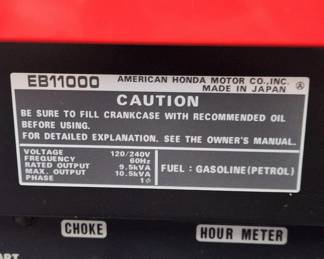 EB11000 AMERICAN HONDA MOTOR CO., INC.
MADE IN JAPAN Ⓐ
CAUTION
BE SURE TO FILL CRANKCASE WITH RECOMMENDED OIL
BEFORE USING.
FOR DETAILED EXPLANATION. SEE THE OWNER'S MANUAL.
VOLTAGE 120/240V
FREQUENCY 60Hz
RATED OUTPUT 9.5kVA
MAX. OUTPUT 10.5kVA
PHASE 1ϕ
FUEL : GASOLINE(PETROL)
CHOKE
HOUR METER
ART